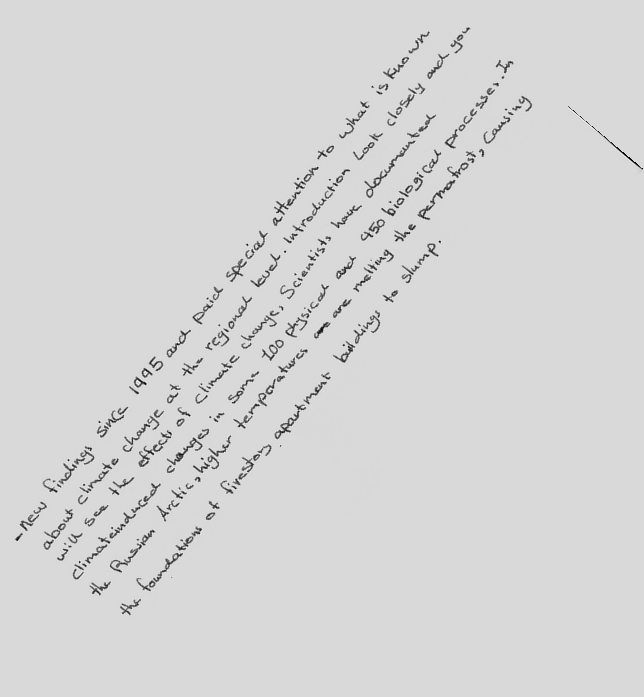 - new findings since 1995 and paid special attention to what is known
about climate change at the regional level. Introduction Look closely and you
will see the effects of climate change, Scientists have documented
climateinduced changes in some 100 physical and 450 biological processes. In
the Russian Arctic, higher temperatures are are melting the permafrost, causing
the foundations of firestory apartment buildings to slump.